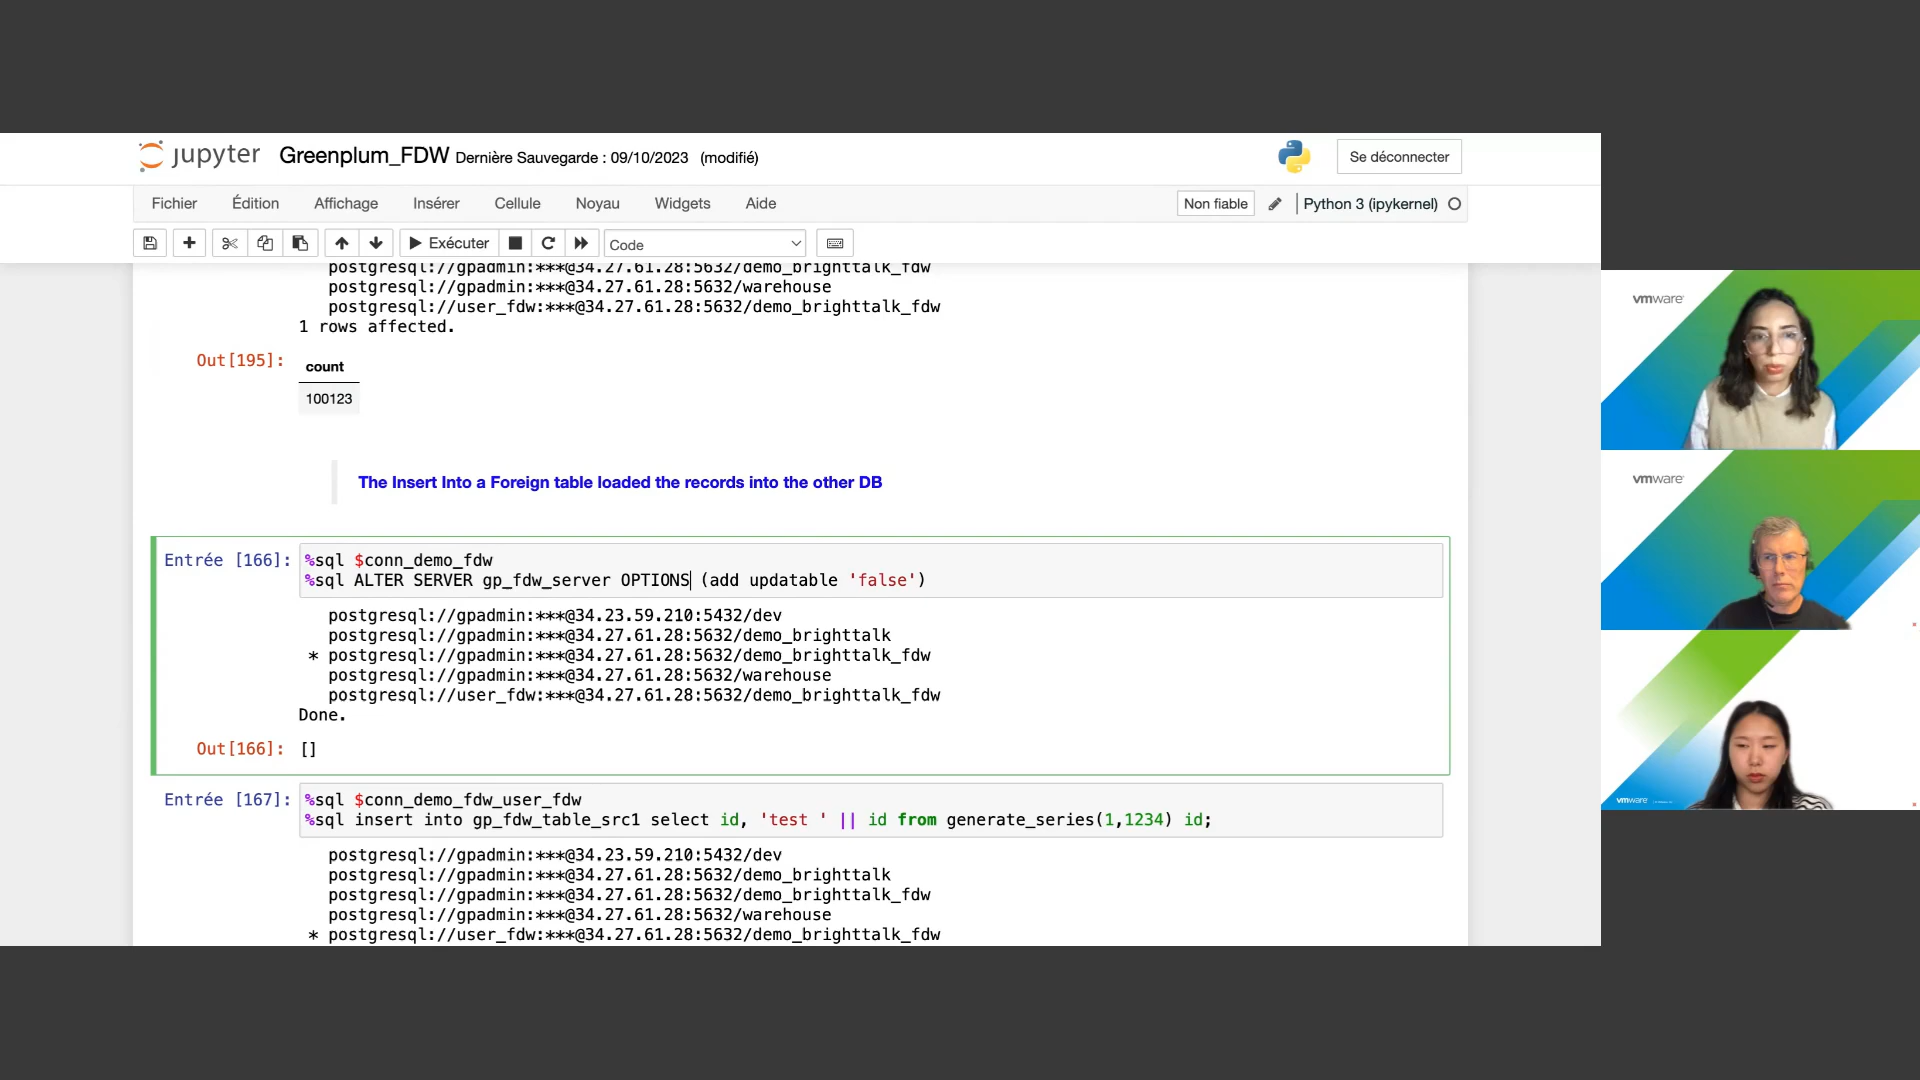 jupyter Greenplum_FDW Dernière Sauvegarde : 09/10/2023 (modifié)
Se déconnecter
Fichier Édition Affichage Insérer Cellule Noyau Widgets Aide
Non fiable
Python 3 (ipykernel)
Exécuter
Code
postgresql://gpadmin:***@34.27.61.28:5632/demo_brighttalk_fdw
postgresql://gpadmin:***@34.27.61.28:5632/warehouse
postgresql://user_fdw:***@34.27.61.28:5632/demo_brighttalk_fdw
1 rows affected.
Out[195]:
count
100123
The Insert Into a Foreign table loaded the records into the other DB
Entrée [166]: %sql $conn_demo_fdw
%sql ALTER SERVER gp_fdw_server OPTIONS (add updatable 'false')
postgresql://gpadmin:***@34.23.59.210:5432/dev
postgresql://gpadmin:***@34.27.61.28:5632/demo_brighttalk
* postgresql://gpadmin:***@34.27.61.28:5632/demo_brighttalk_fdw
postgresql://gpadmin:***@34.27.61.28:5632/warehouse
postgresql://user_fdw:***@34.27.61.28:5632/demo_brighttalk_fdw
Done.
Out[166]: []
Entrée [167]: %sql $conn_demo_fdw_user_fdw
%sql insert into gp_fdw_table_src1 select id, 'test ' || id from generate_series(1,1234) id;
postgresql://gpadmin:***@34.23.59.210:5432/dev
postgresql://gpadmin:***@34.27.61.28:5632/demo_brighttalk
postgresql://gpadmin:***@34.27.61.28:5632/demo_brighttalk_fdw
postgresql://gpadmin:***@34.27.61.28:5632/warehouse
* postgresql://user_fdw:***@34.27.61.28:5632/demo_brighttalk_fdw
vmware
vmware
vmware